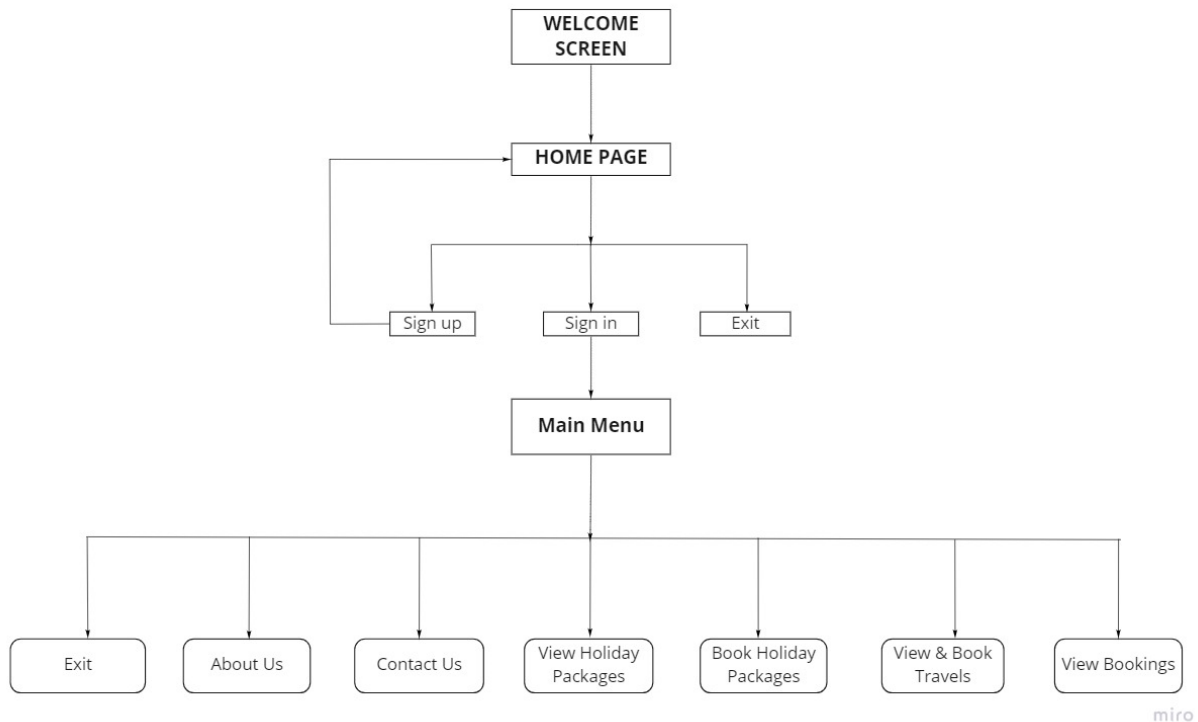 WELCOME
SCREEN
HOME PAGE
Sign up
Sign in
Exit
Main Menu
Exit
About Us
Contact Us
View Holiday
Packages
Book Holiday
Packages
View & Book
Travels
View Bookings
miro